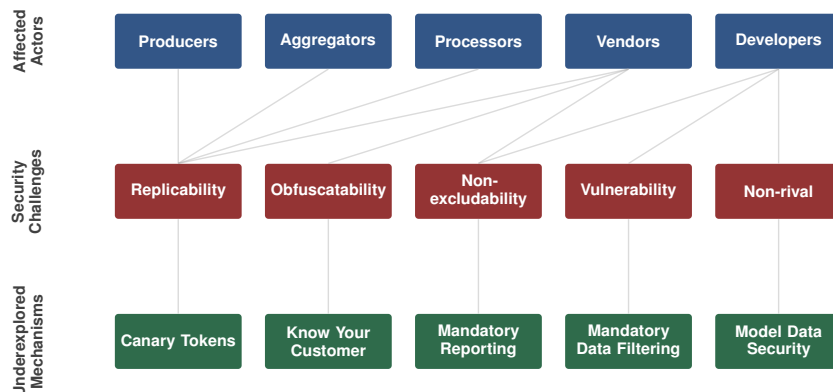 Affected
Actors
Producers
Aggregators
Processors
Vendors
Developers
Security
Challenges
Replicability
Obfuscatability
Non-
excludability
Vulnerability
Non-rival
Underexplored
Mechanisms
Canary Tokens
Know Your
Customer
Mandatory
Reporting
Mandatory
Data Filtering
Model Data
Security